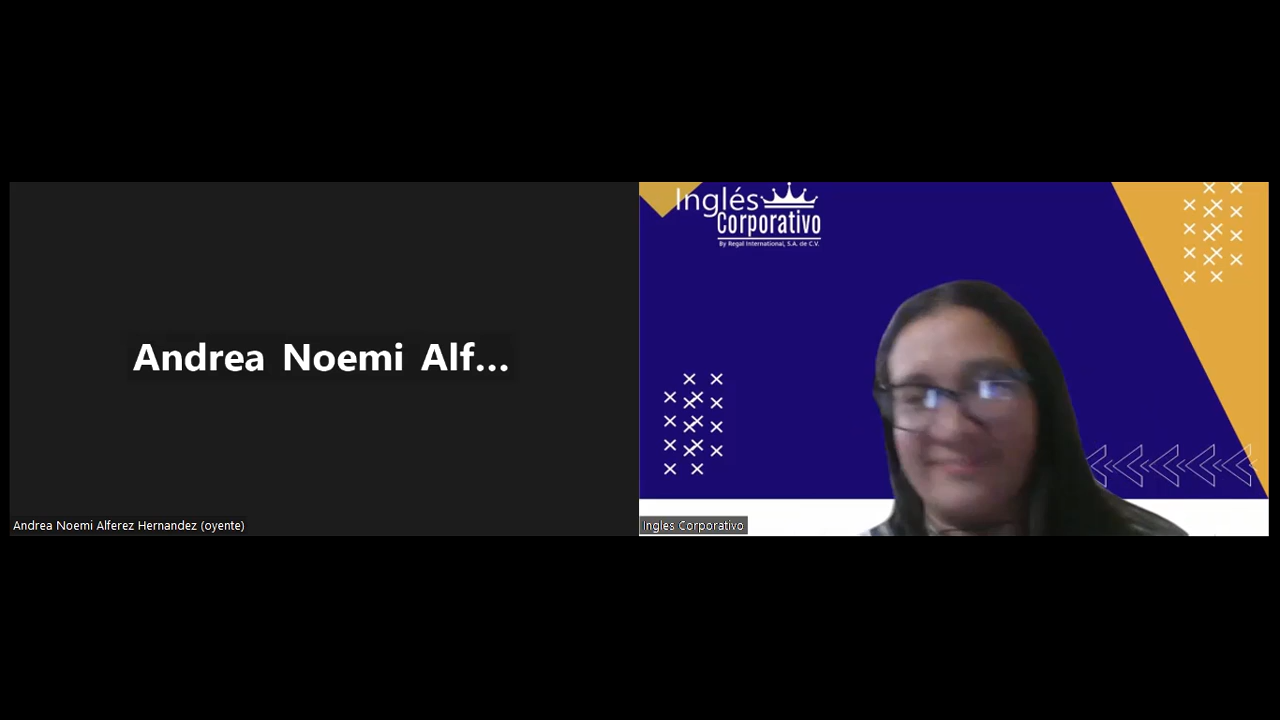 Andrea Noemi Alf...
Andrea Noemi Alferez Hernandez (oyente)
Inglés
Corporativo
By Regal International, S.A. de C.V.
Ingles Corporativo